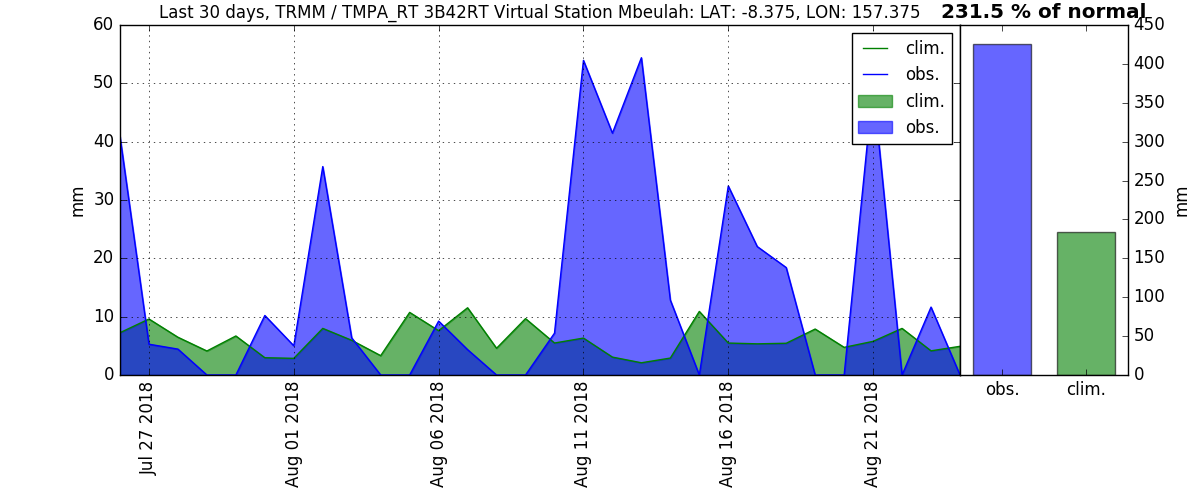 Last 30 days, TRMM / TMPA_RT 3B42RT Virtual Station Mbeulah: LAT: -8.375, LON: 157.375
231.5 % of normal
60
50
40
30
20
10
0
mm
clim.
obs.
clim.
obs.
450
400
350
300
250
200
150
100
50
0
mm
Jul 27 2018
Aug 01 2018
Aug 06 2018
Aug 11 2018
Aug 16 2018
Aug 21 2018
obs.
clim.